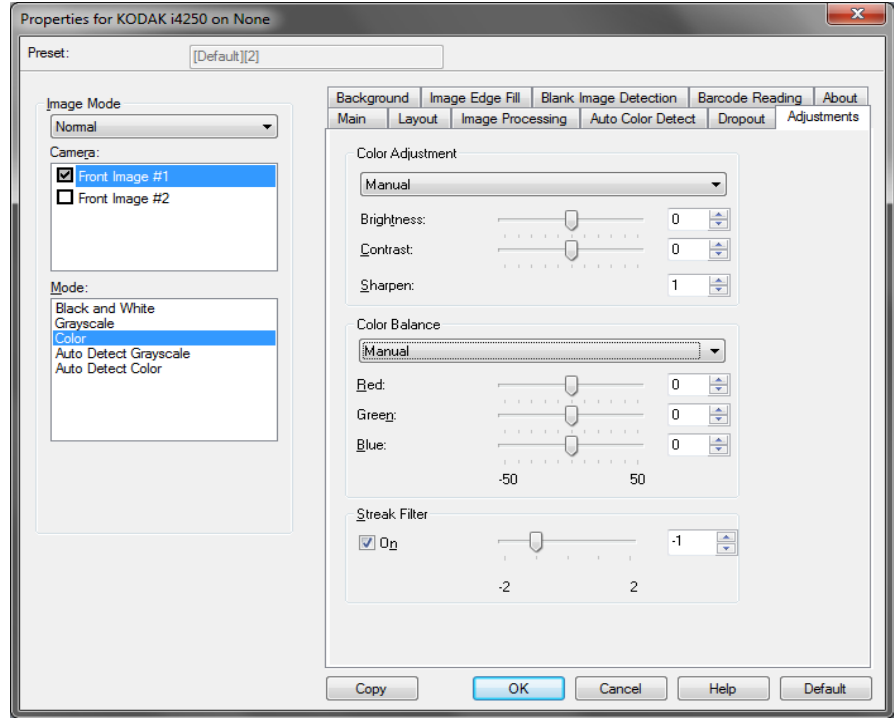 Properties for KODAK i4250 on None
Preset: [Default][2]
Image Mode
Normal
Camera:
Front Image #1
Front Image #2
Mode:
Black and White
Grayscale
Color
Auto Detect Grayscale
Auto Detect Color
Background Image Edge Fill Blank Image Detection Barcode Reading About
Main Layout Image Processing Auto Color Detect Dropout Adjustments
Color Adjustment
Manual
Brightness: 0
Contrast: 0
Sharpen: 1
Color Balance
Manual
Red: 0
Green: 0
Blue: 0
-50 50
Streak Filter
On -1
-2 2
Copy OK Cancel Help Default